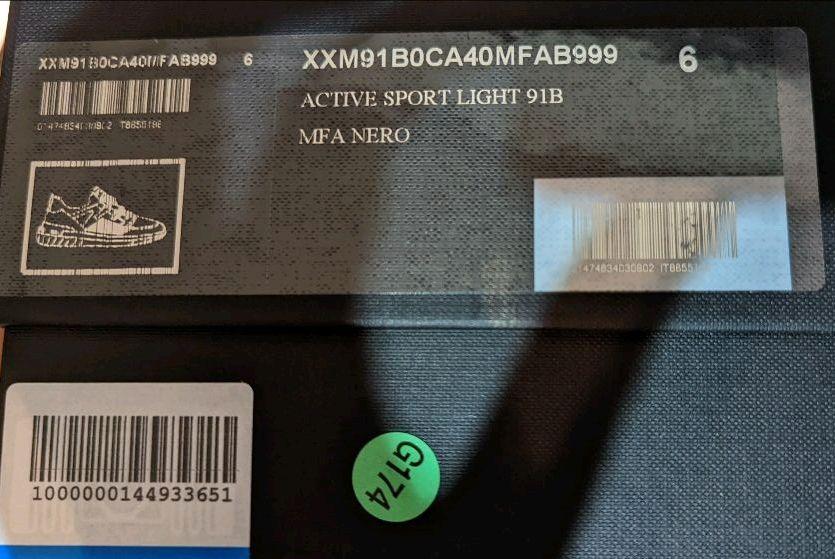 XXM91B0CA40MFAB999 6
XXM91B0CA40MFAB999 6
ACTIVE SPORT LIGHT 91B
MFA NERO
1000000144933651
G174